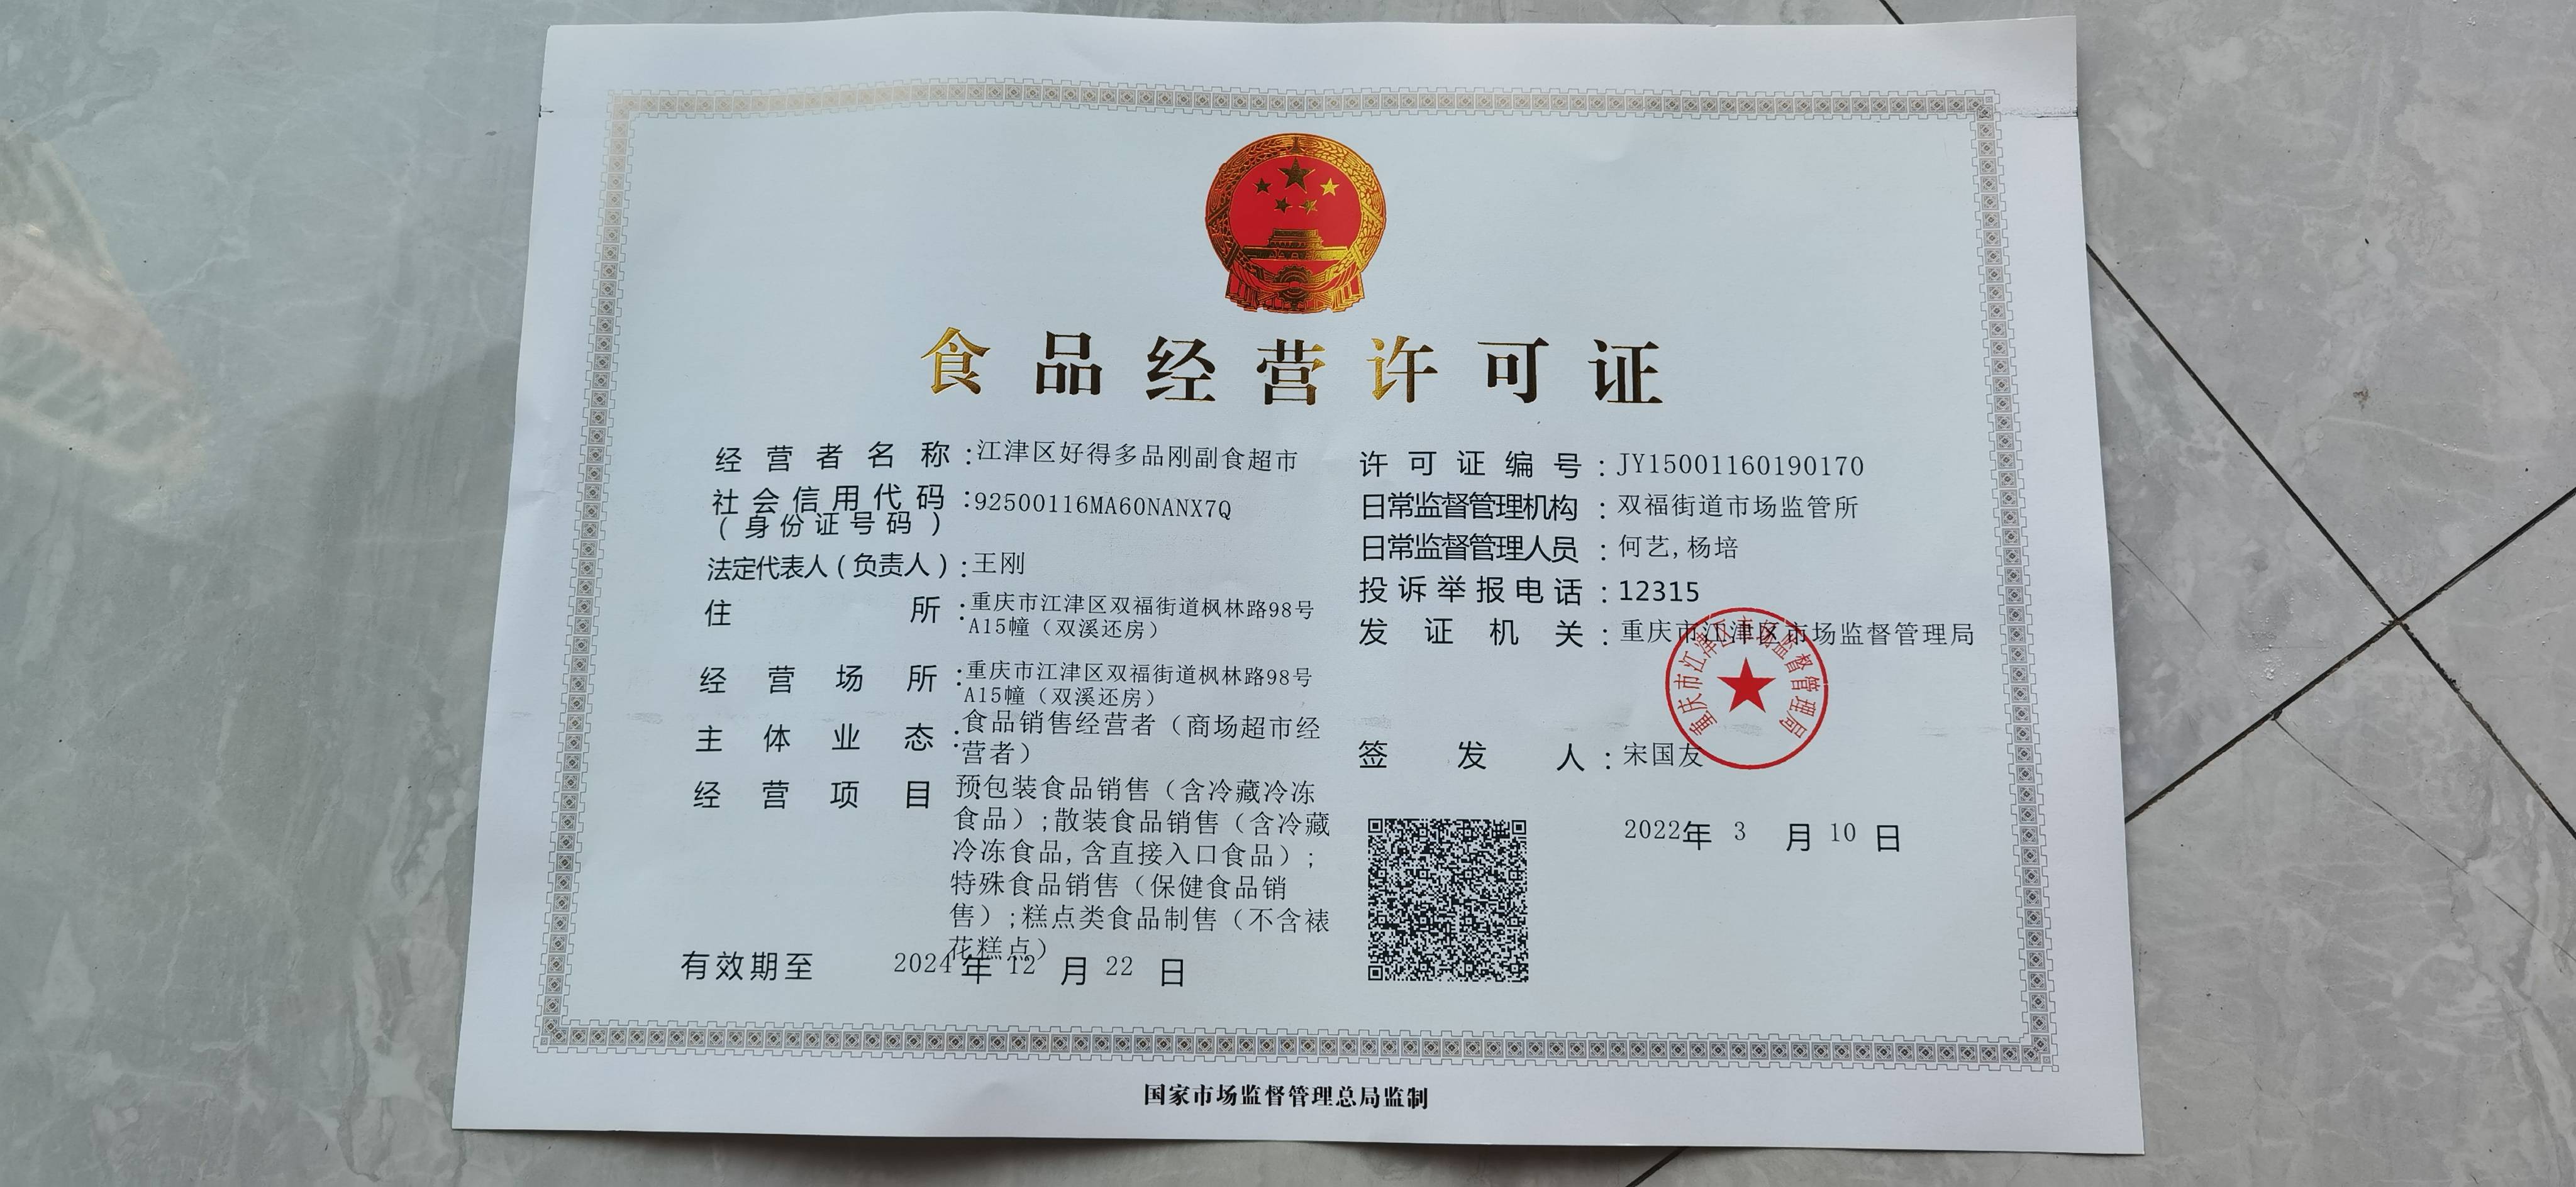 食品经营许可证
经营者名称:江津区好得多品刚副食超市
社会信用代码:92500116MA60NANX7Q
(身份证号码)
法定代表人(负责人):王刚
住所:重庆市江津区双福街道枫林路98号
A15幢（双溪还房）
经营场所:重庆市江津区双福街道枫林路98号
A15幢（双溪还房）
主体业态:食品销售经营者（商场超市经
营者）
经营项目 预包装食品销售（含冷藏冷冻
食品）;散装食品销售（含冷藏
冷冻食品,含直接入口食品）;
特殊食品销售（保健食品销
售）;糕点类食品制售（不含裱
花糕点）
有效期至 2024年12月22日
许可证编号:JY15001160190170
日常监督管理机构:双福街道市场监管所
日常监督管理人员:何艺,杨培
投诉举报电话:12315
发证机关:重庆市江津区市场监督管理局
重庆市江津区市场监督管理局
签发人:宋国友
2022年3月10日
国家市场监督管理总局监制